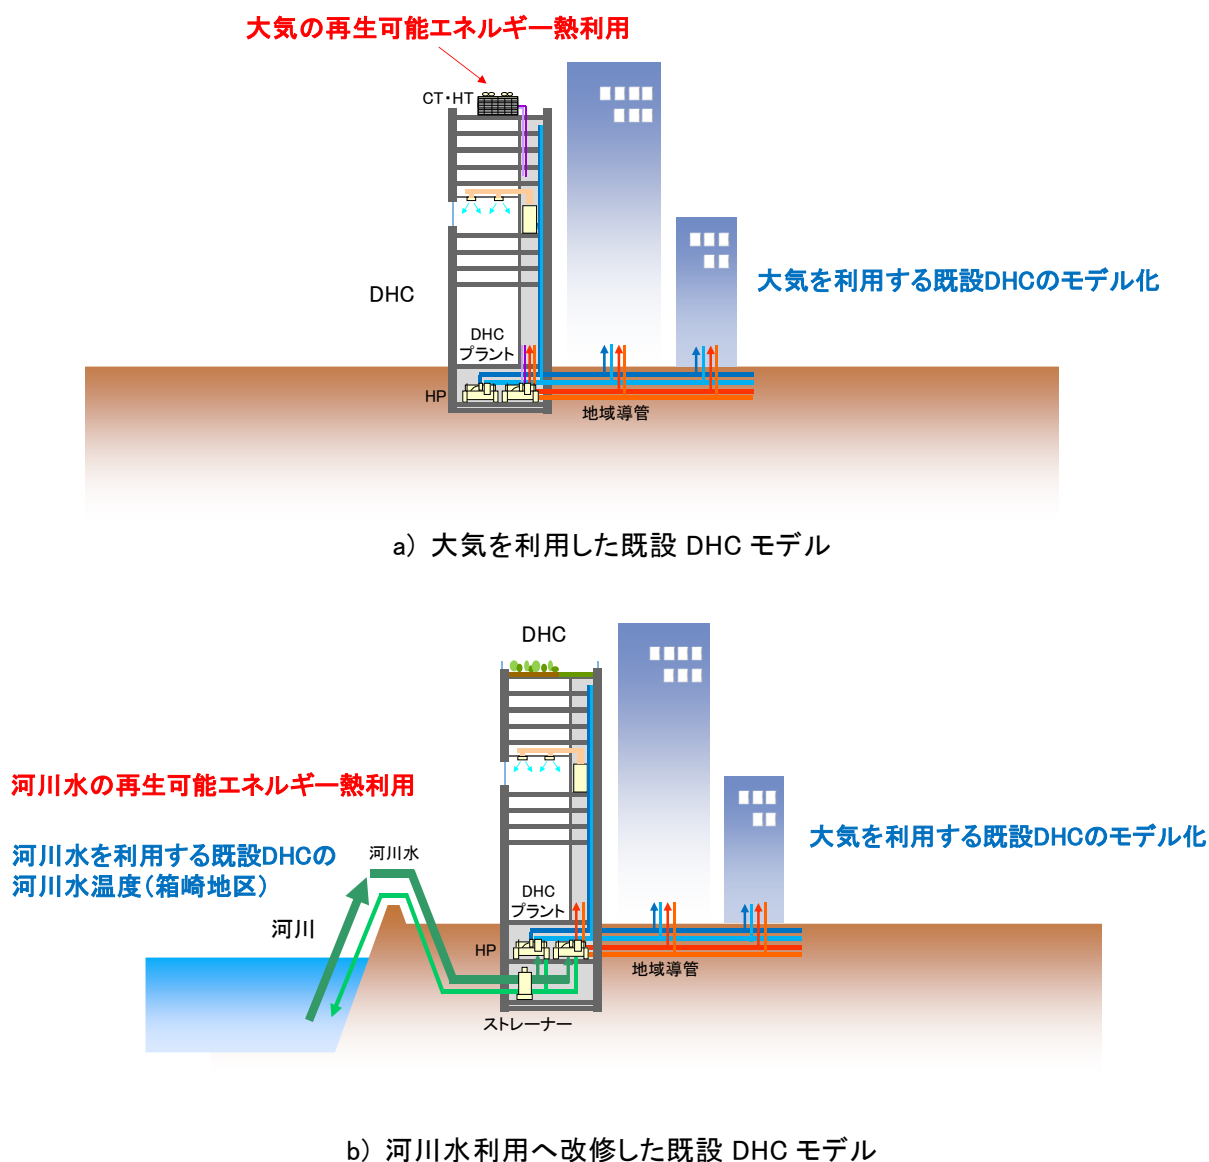 大気の再生可能エネルギー熱利用
CT・HT
大気を利用する既設DHCのモデル化
DHC
DHC
プラント
HP
地域導管
a) 大気を利用した既設 DHC モデル
DHC
河川水の再生可能エネルギー熱利用
大気を利用する既設DHCのモデル化
河川水を利用する既設DHCの
河川水温度(箱崎地区)
河川水
DHC
プラント
河川
HP
地域導管
ストレーナー
b) 河川水利用へ改修した既設 DHC モデル